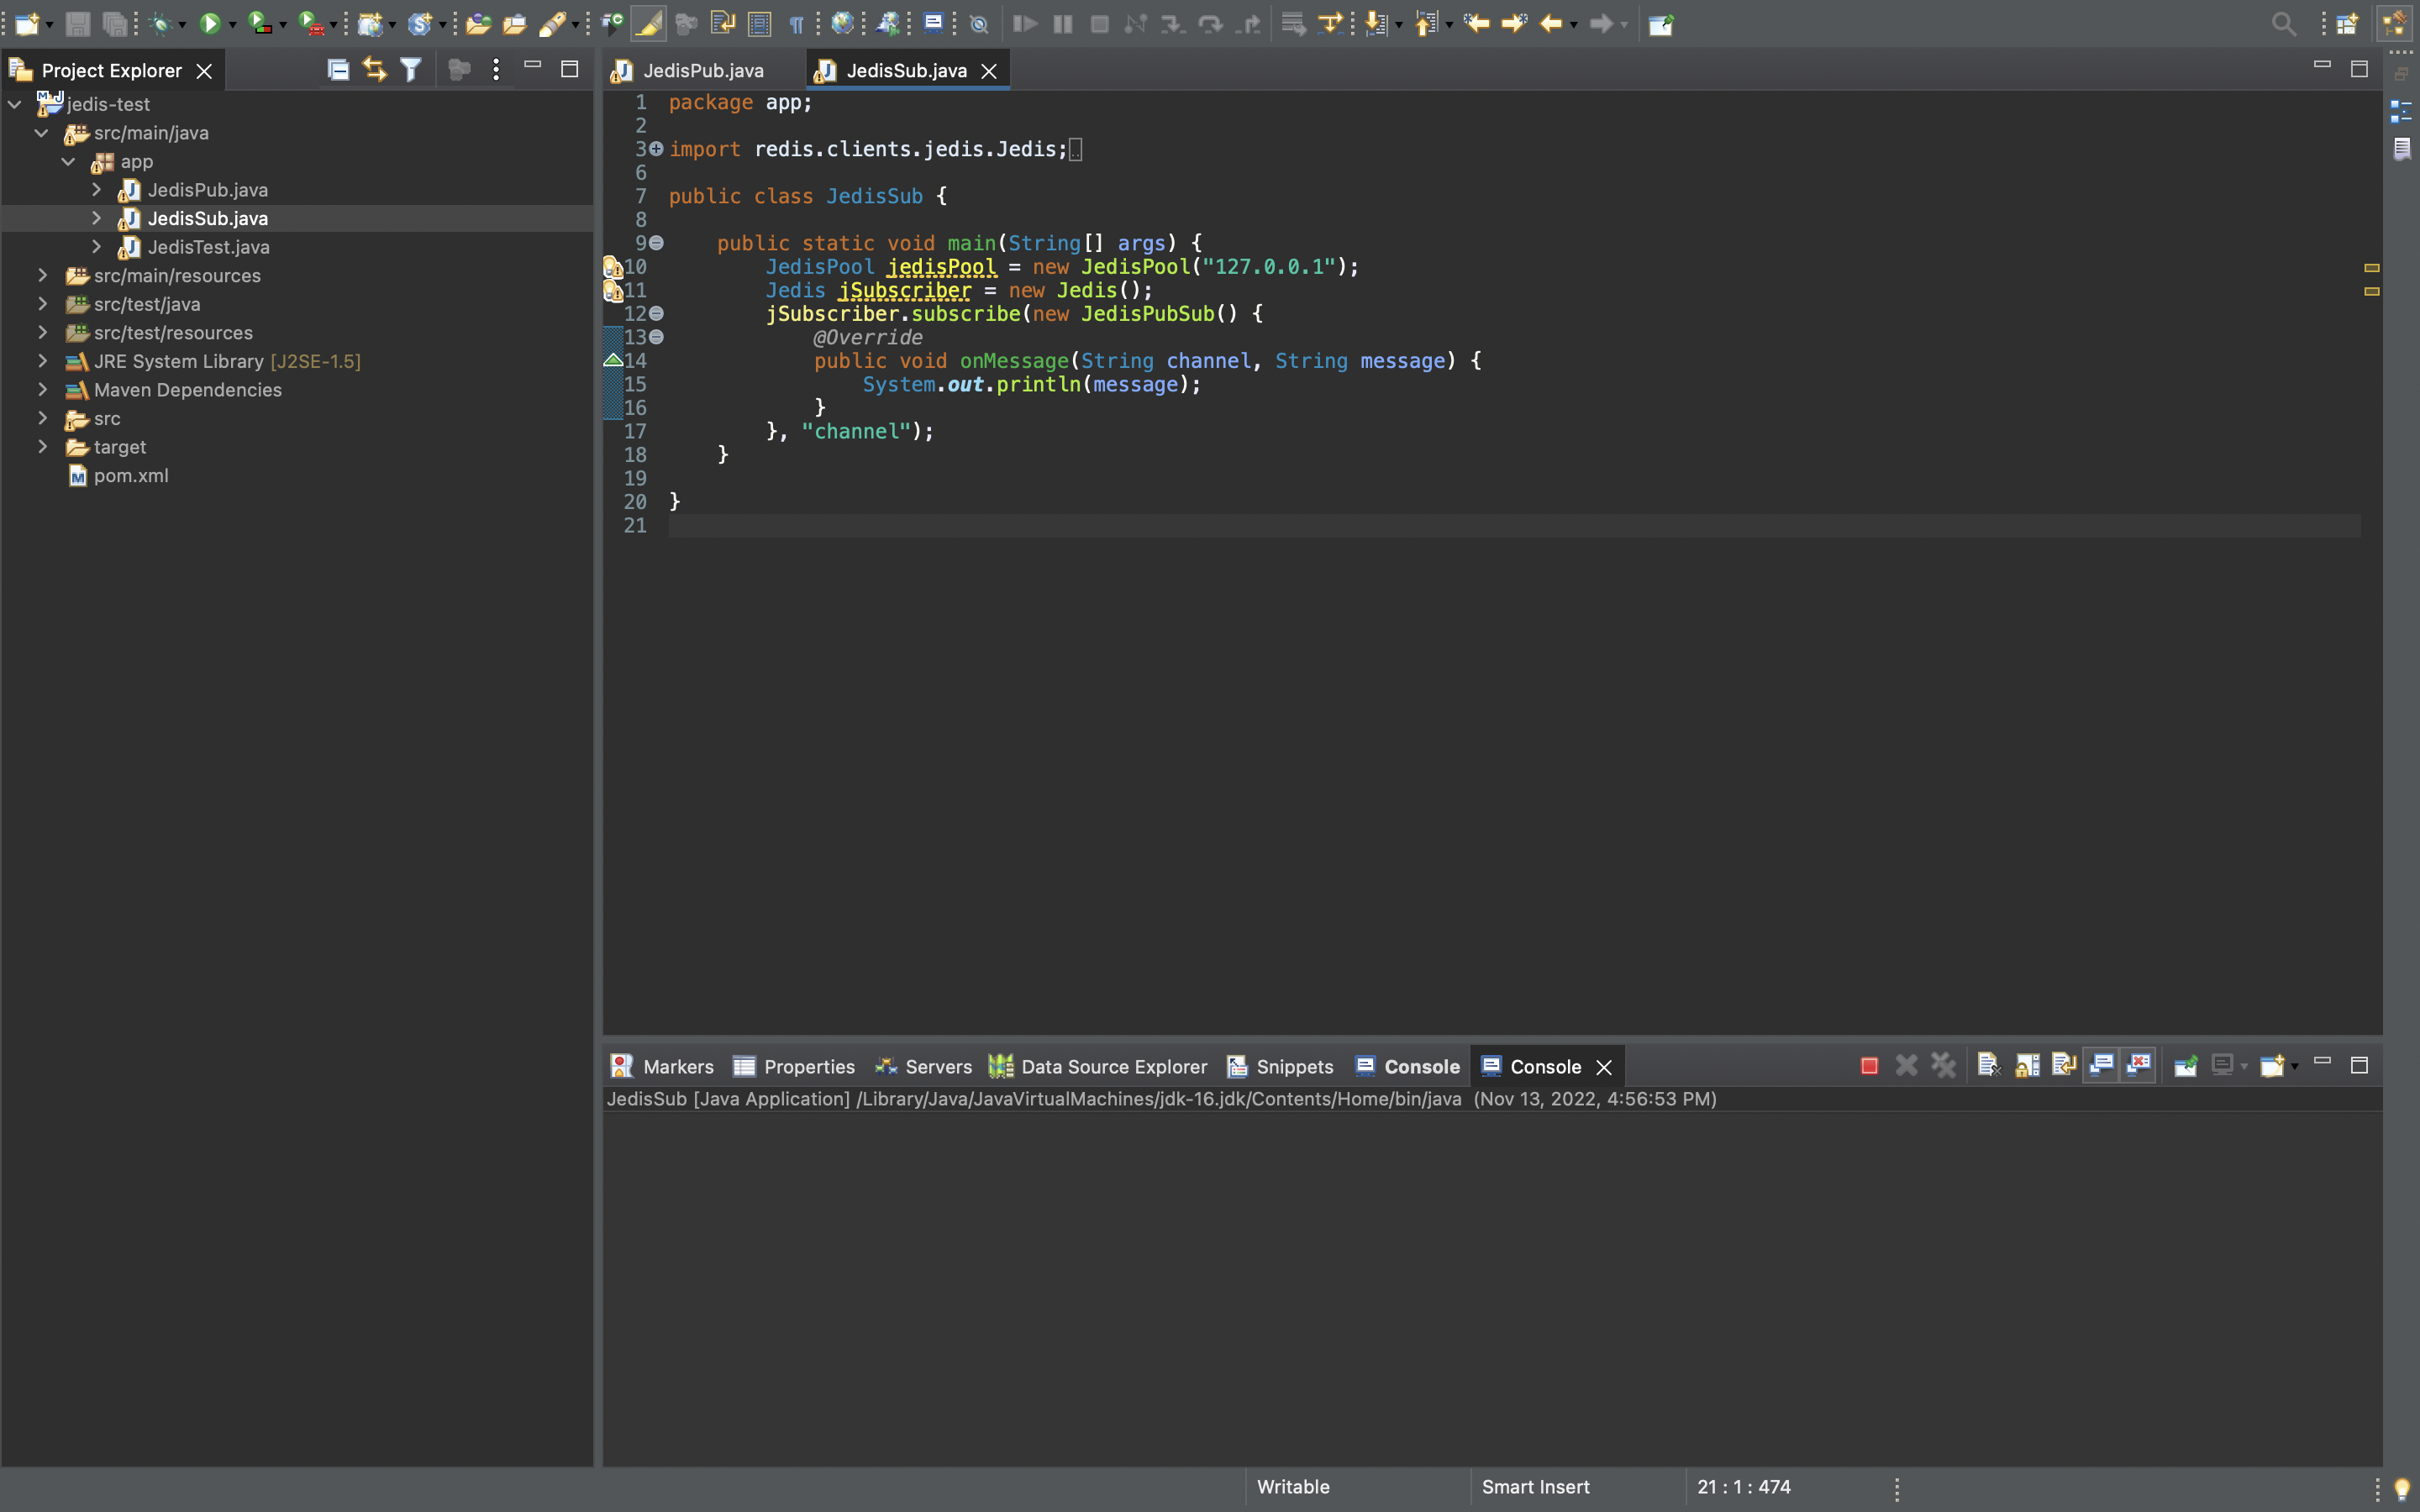 Project Explorer
jedis-test
src/main/java
app
JedisPub.java
JedisSub.java
JedisTest.java
src/main/resources
src/test/java
src/test/resources
JRE System Library [J2SE-1.5]
Maven Dependencies
src
target
pom.xml
JedisPub.java JedisSub.java
1 package app;
2
3 import redis.clients.jedis.Jedis;
6
7 public class JedisSub {
8
9 public static void main(String[] args) {
10 JedisPool jedisPool = new JedisPool("127.0.0.1");
11 Jedis jSubscriber = new Jedis();
12 jSubscriber.subscribe(new JedisPubSub() {
13 @Override
14 public void onMessage(String channel, String message) {
15 System.out.println(message);
16 }
17 }, "channel");
18 }
19
20 }
21
Markers Properties Servers Data Source Explorer Snippets Console Console
JedisSub [Java Application] /Library/Java/JavaVirtualMachines/jdk-16.jdk/Contents/Home/bin/java (Nov 13, 2022, 4:56:53 PM)
Writable Smart Insert 21 : 1 : 474